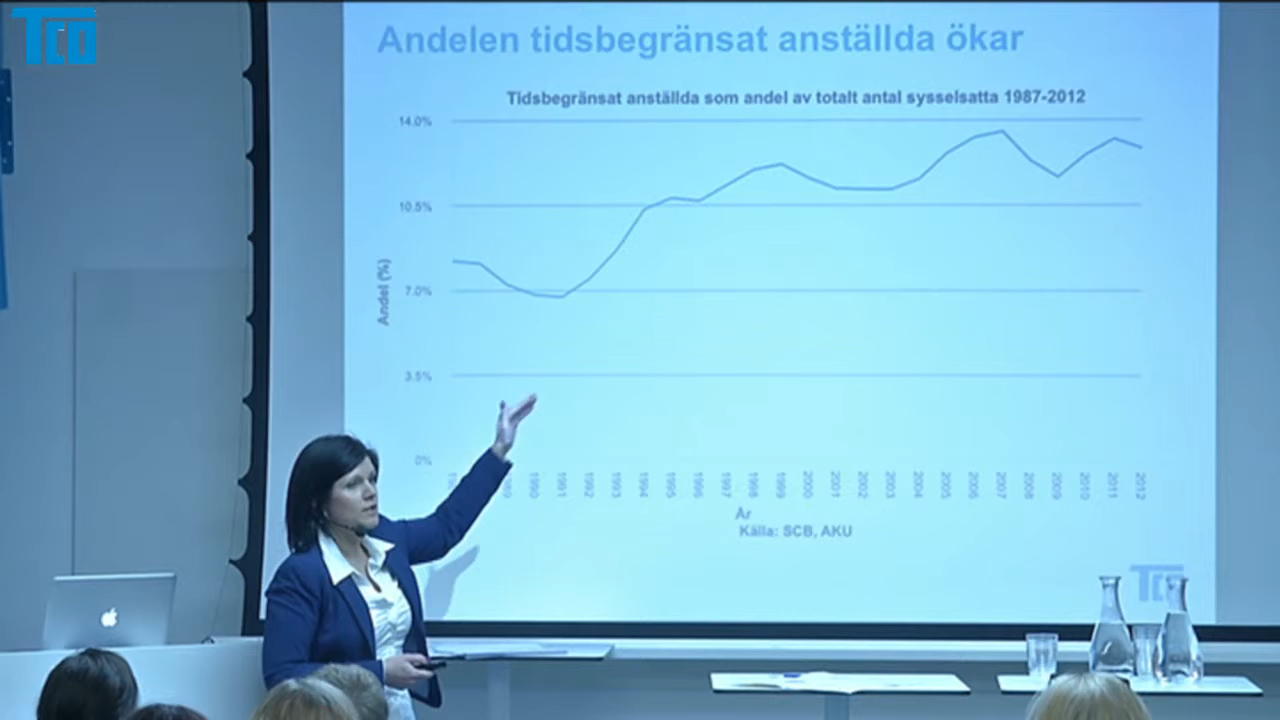 TCO
Andelen tidsbegränsat anställda ökar
Tidsbegränsat anställda som andel av totalt antal sysselsatta 1987-2012
14.0%
10.5%
7.0%
3.5%
0%
Andel (%)
1990 1991 1992 1993 1994 1995 1996 1997 1998 1999 2000 2001 2002 2003 2004 2005 2006 2007 2008 2009 2010 2011 2012
År
Källa: SCB, AKU
TCO